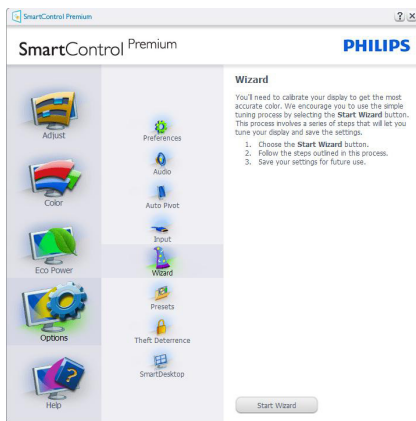 SmartControl Premium
SmartControl Premium
PHILIPS
Adjust
Color
Eco Power
Options
Help
Preferences
Audio
Auto Pivot
Input
Wizard
Presets
Theft Deterrence
SmartDesktop
Wizard
You'll need to calibrate your display to get the most
accurate color. We encourage you to use the simple
tuning process by selecting the Start Wizard button.
This process involves a series of steps that will let you
tune your display and save the settings.
1. Choose the Start Wizard button.
2. Follow the steps outlined in this process.
3. Save your settings for future use.
Start Wizard